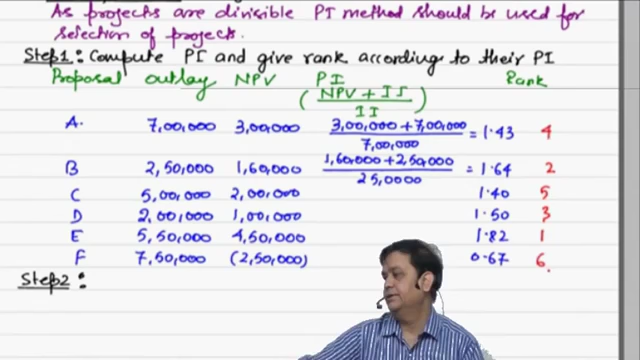 As projects are divisible PI method should be used for
selection of projects.
Step1: Compute PI and give rank according to their PI
Proposal outlay NPV PI Rank
(NPV + II / II)
A. 7,00,000 3,00,000 3,00,000 + 7,00,000 / 7,00,000 = 1.43 4
B 2,50,000 1,60,000 1,60,000 + 2,50,000 / 25,0000 = 1.64 2
C 5,00,000 2,00,000 1.40 5
D 2,00,000 1,00,000 1.50 3
E 5,50,000 4,50,000 1.82 1
F 7,50,000 (2,50,000) 0.67 6.
Step2: